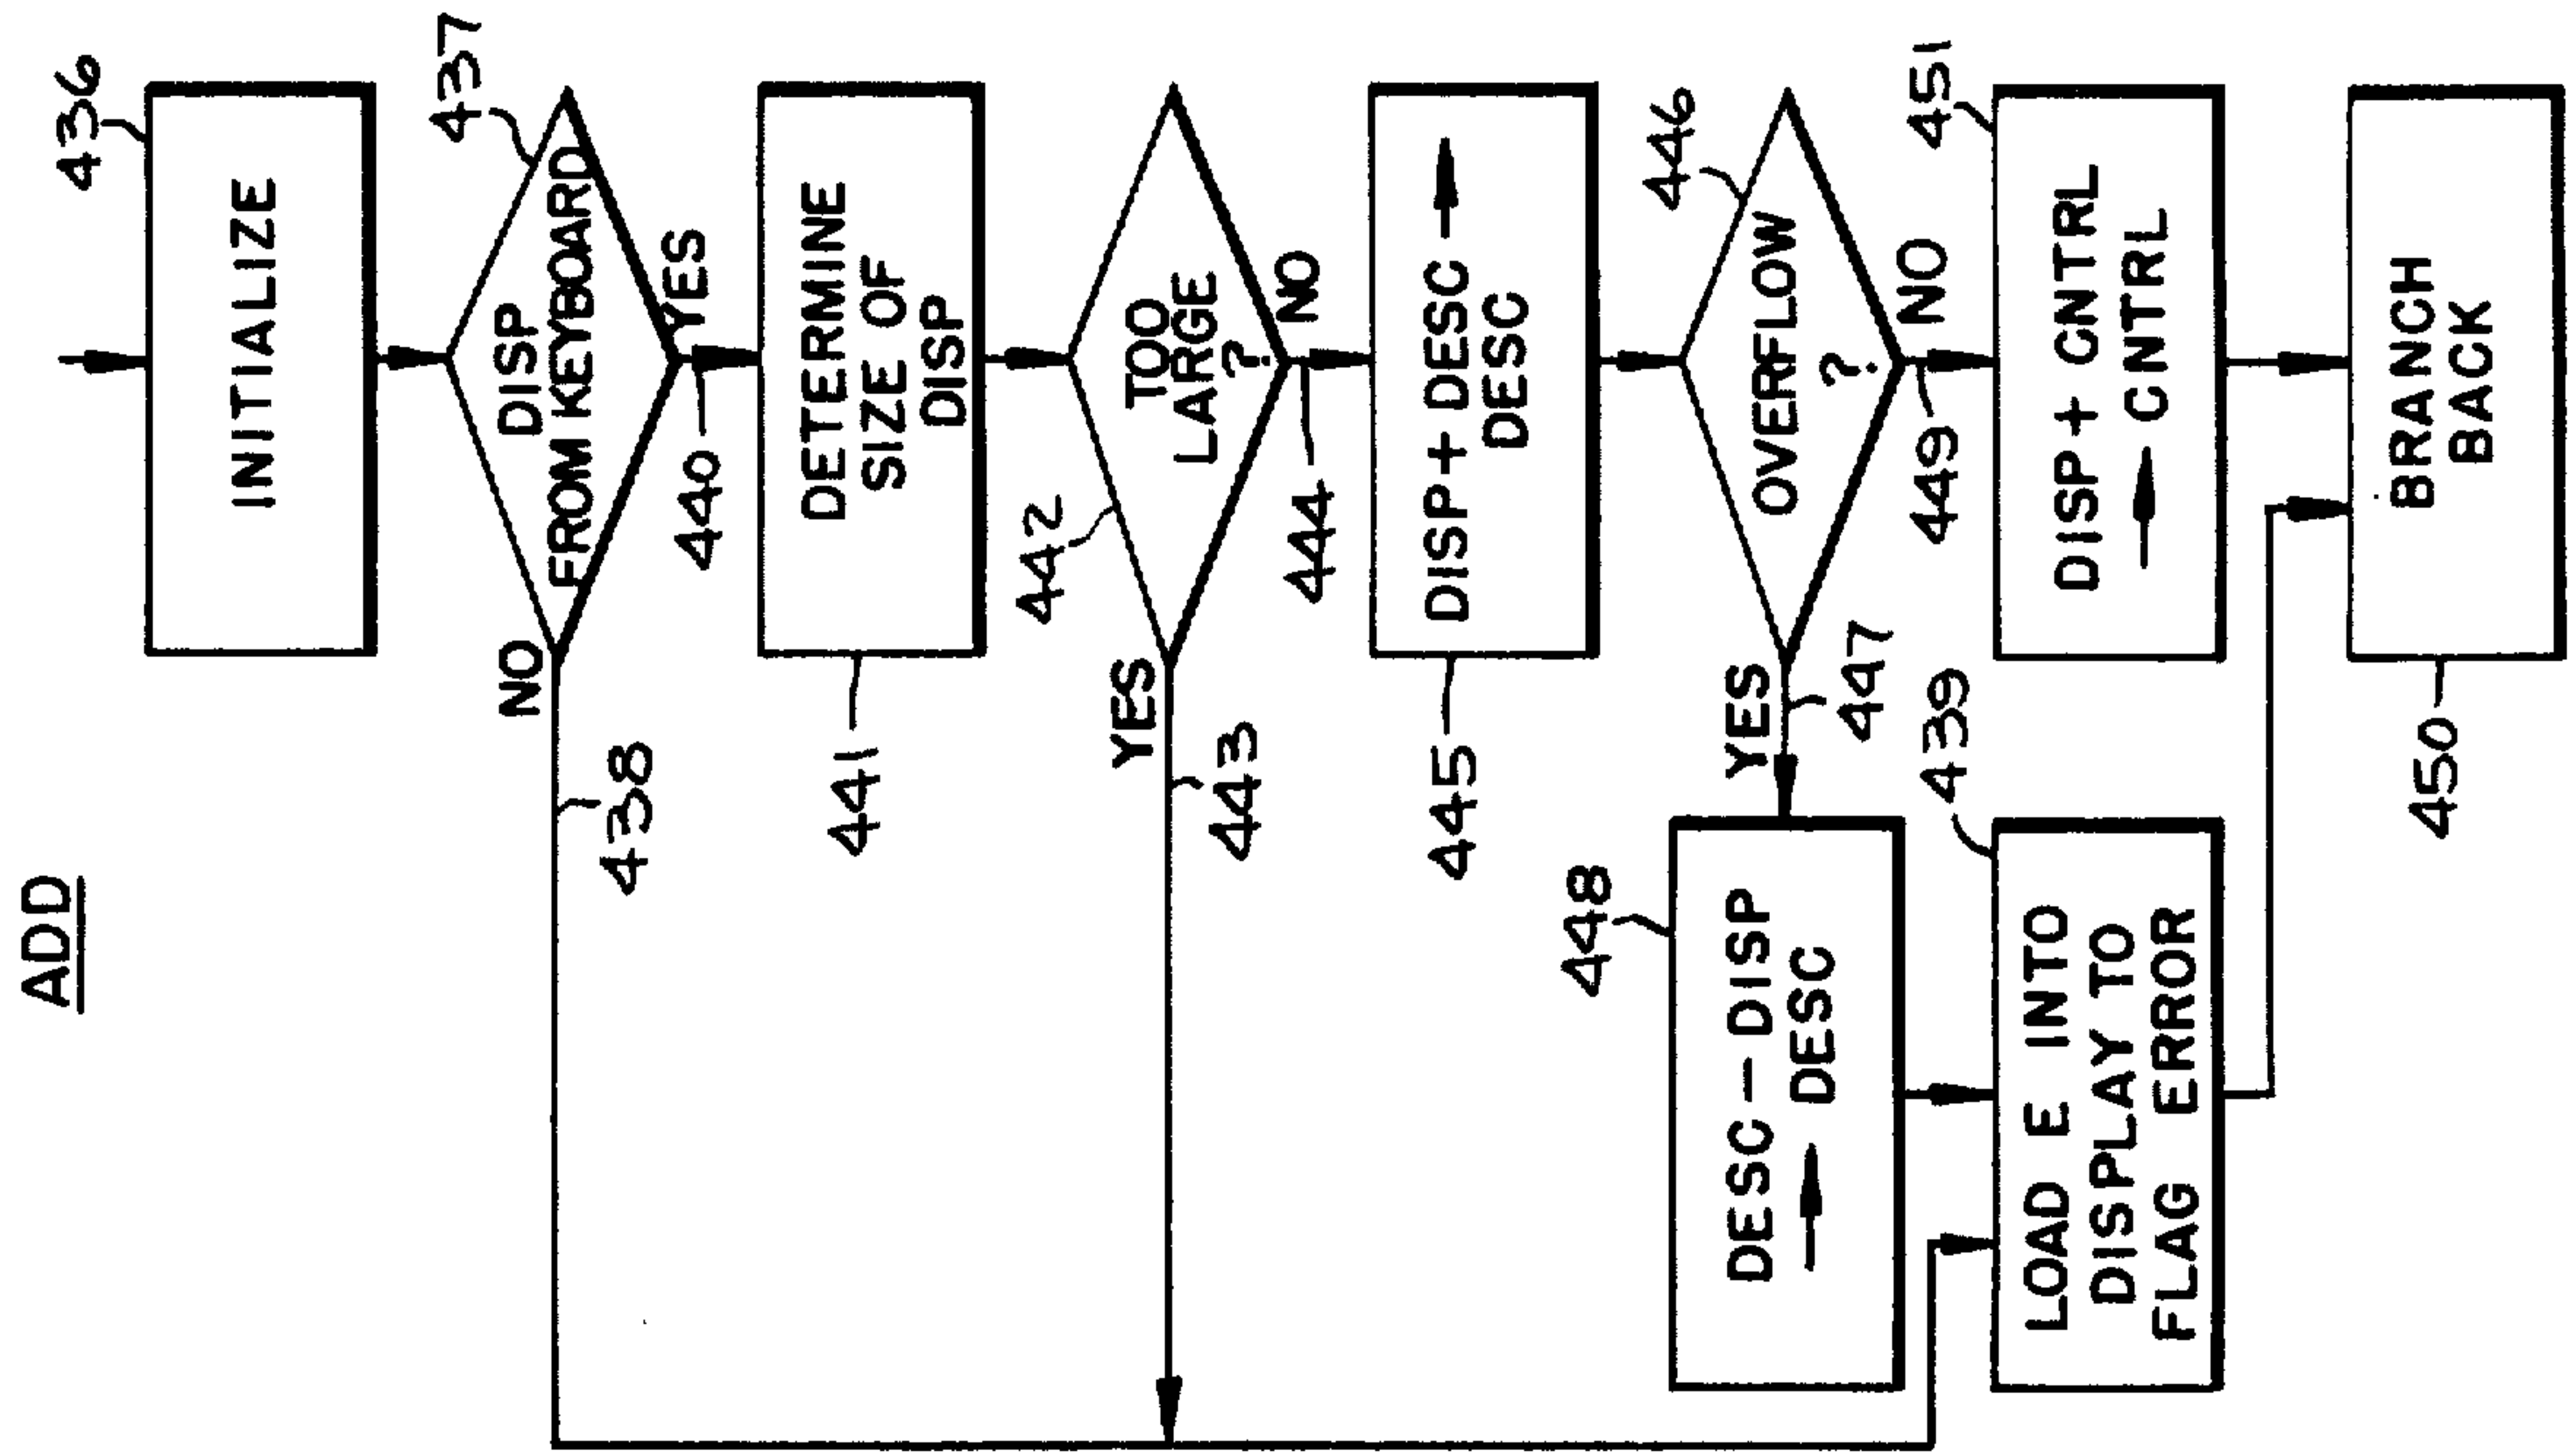 ADD
436
INITIALIZE
437
DISP
FROM KEYBOARD
NO
438
YES
440
DETERMINE
SIZE OF
DISP
441
442
TOO
LARGE
?
YES
443
NO
444
DISP + DESC →
DESC
445
446
OVERFLOW
?
YES
447
NO
449
448
DESC - DISP
→ DESC
439
LOAD E INTO
DISPLAY TO
FLAG ERROR
451
DISP + CNTRL
→ CNTRL
BRANCH
BACK
450